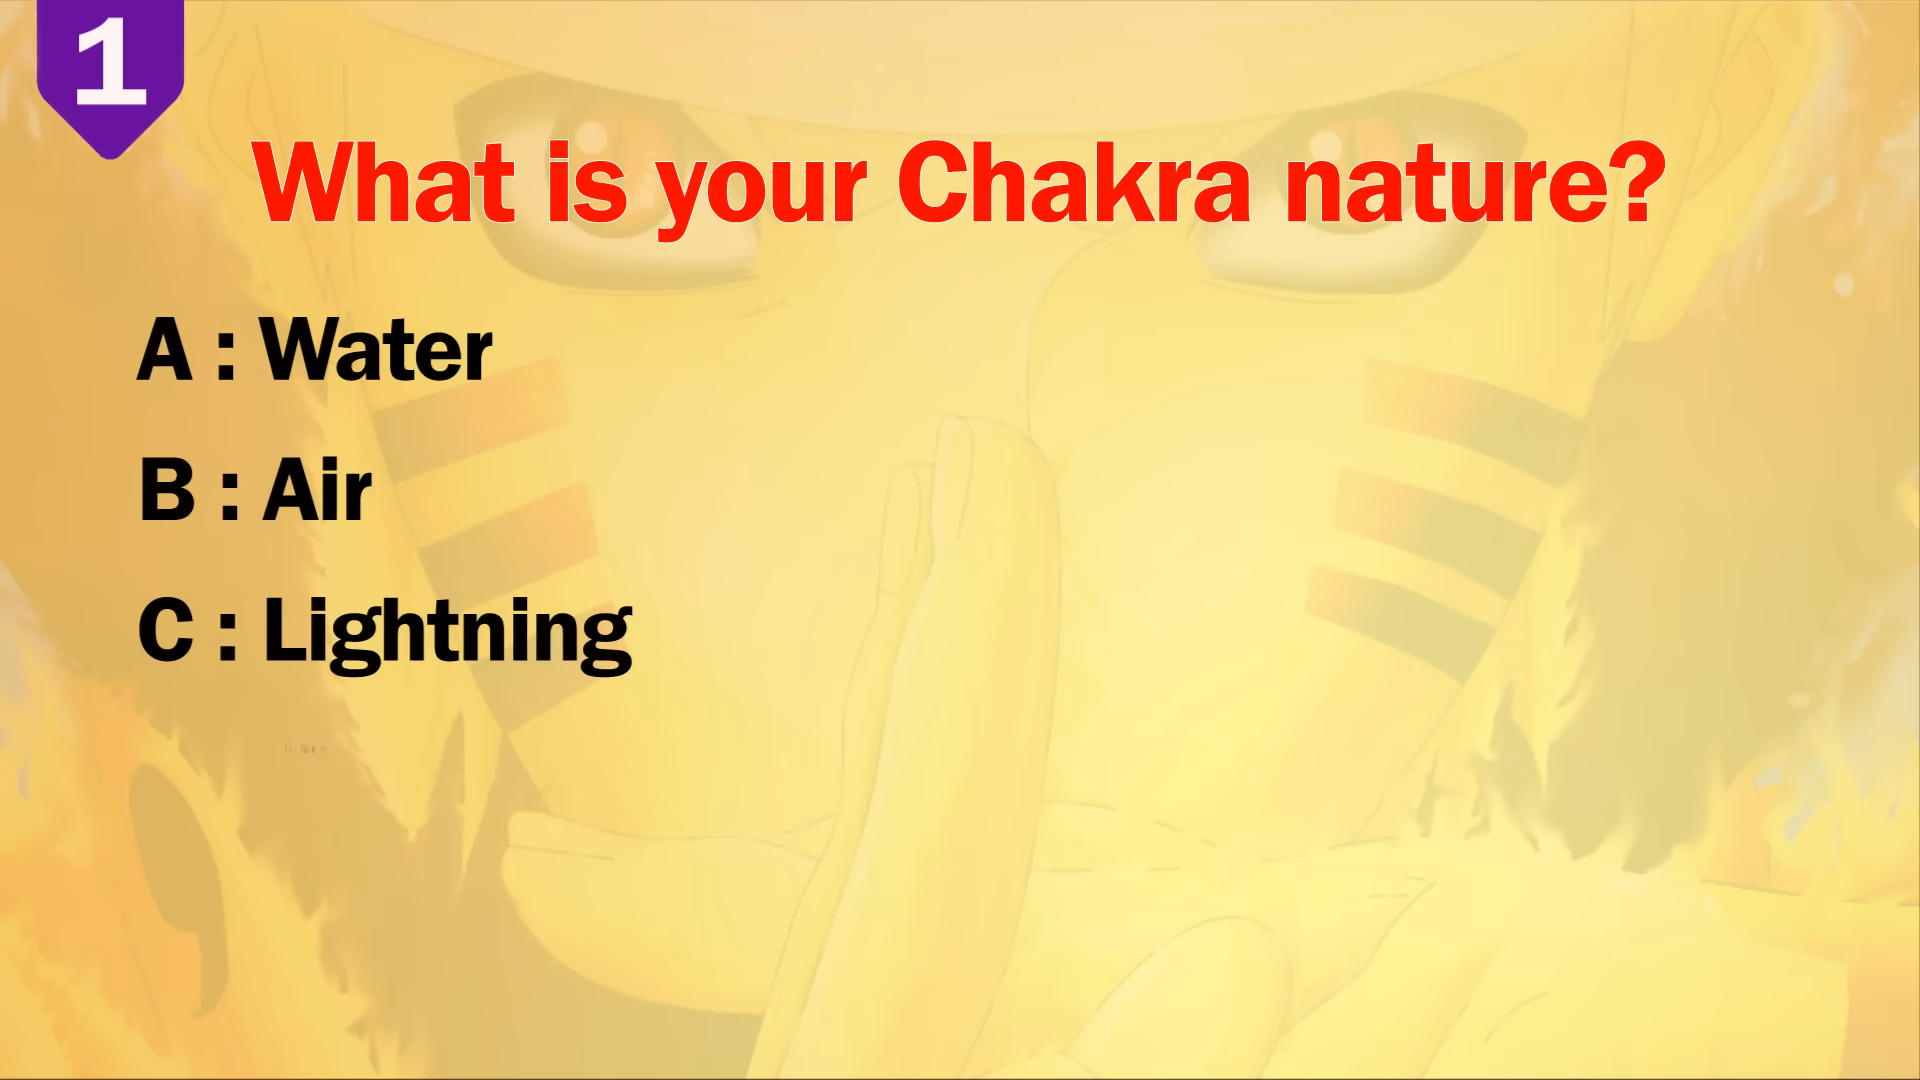 1
What is your Chakra nature?
A : Water
B : Air
C : Lightning